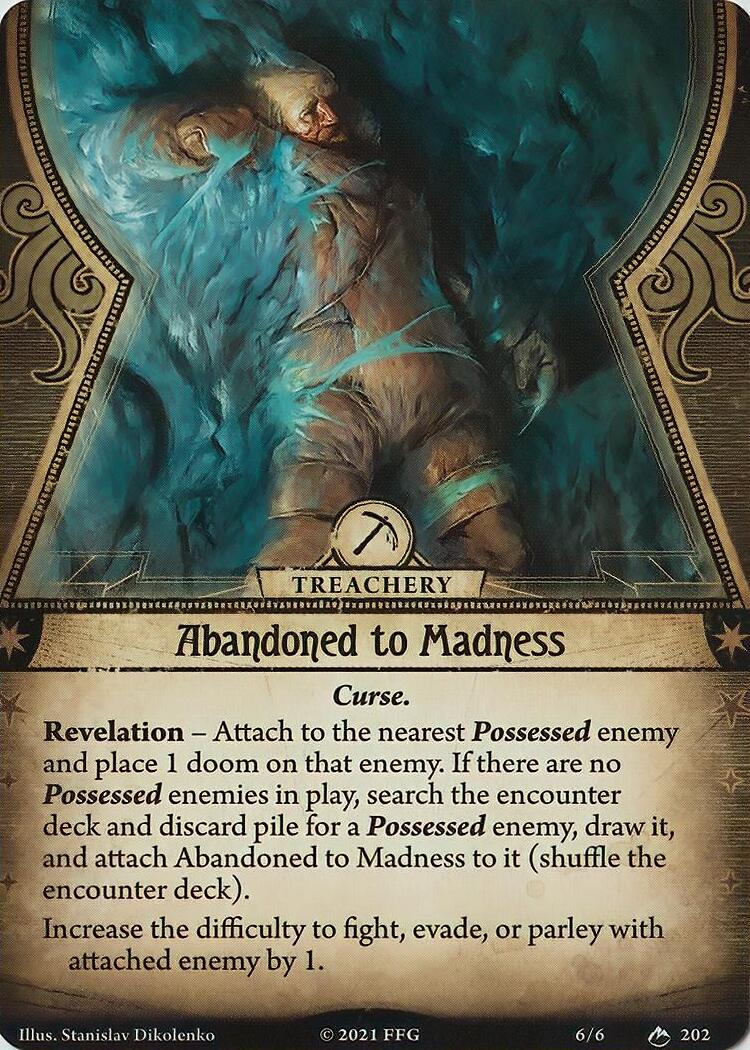 TREACHERY
Abandoned to Madness
Curse.
Revelation – Attach to the nearest Possessed enemy
and place 1 doom on that enemy. If there are no
Possessed enemies in play, search the encounter
deck and discard pile for a Possessed enemy, draw it,
and attach Abandoned to Madness to it (shuffle the
encounter deck).
Increase the difficulty to fight, evade, or parley with
attached enemy by 1.
Illus. Stanislav Dikolenko © 2021 FFG 6/6 202